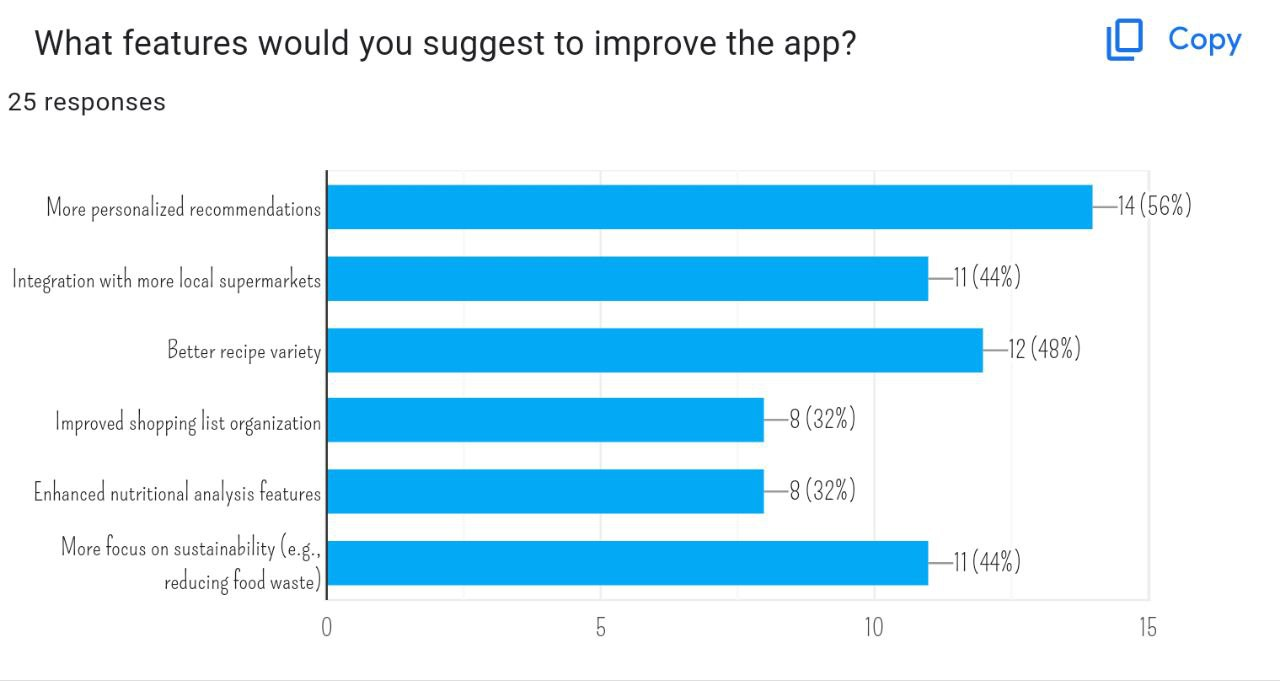 What features would you suggest to improve the app?
Copy
25 responses
More personalized recommendations
14 (56%)
Integration with more local supermarkets
11 (44%)
Better recipe variety
12 (48%)
Improved shopping list organization
8 (32%)
Enhanced nutritional analysis features
8 (32%)
More focus on sustainability (e.g.,
reducing food waste)
11 (44%)
0 5 10 15